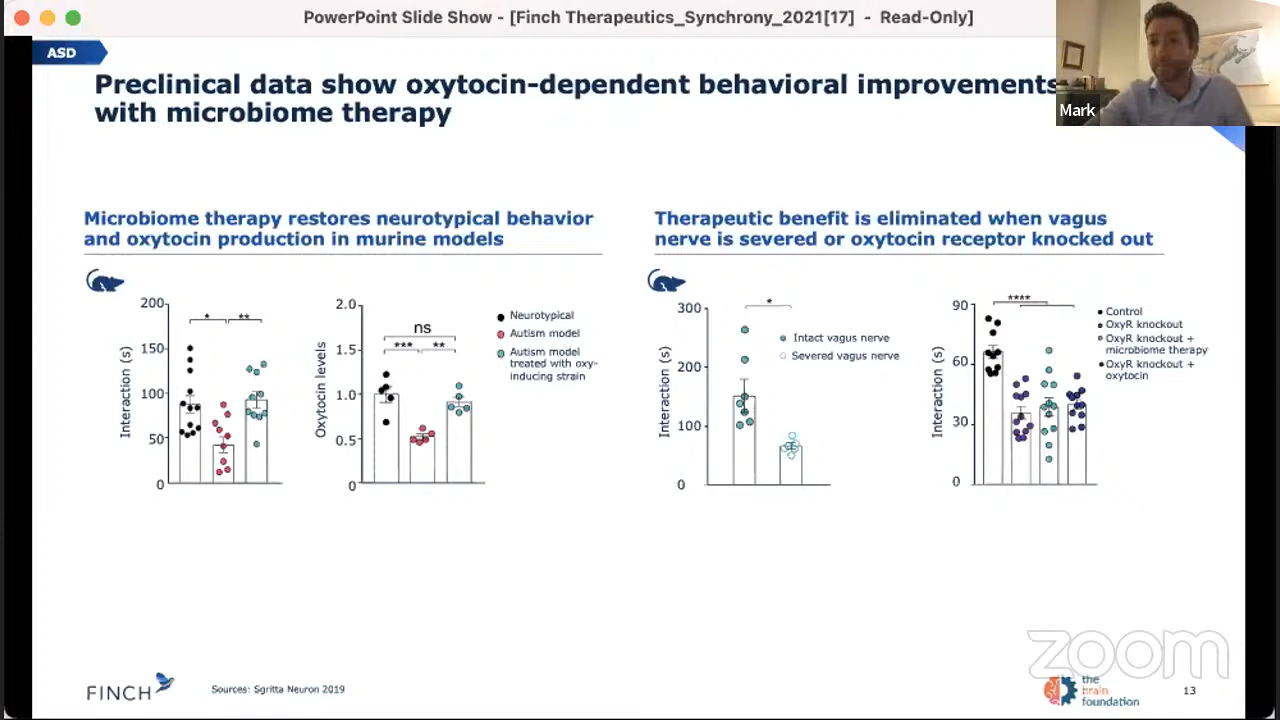 PowerPoint Slide Show - [Finch Therapeutics_Synchrony_2021[17] - Read-Only]
Mark
ASD
Preclinical data show oxytocin-dependent behavioral improvements
with microbiome therapy
Microbiome therapy restores neurotypical behavior
and oxytocin production in murine models
Interaction (s)
200
150
100
50
0
*
**
Oxytocin levels
2.0
1.5
1.0
0.5
0
ns
***
**
Neurotypical
Autism model
Autism model
treated with oxy-
inducing strain
Therapeutic benefit is eliminated when vagus
nerve is severed or oxytocin receptor knocked out
Interaction (s)
300
200
100
0
*
Intact vagus nerve
Severed vagus nerve
Interaction (s)
90
60
30
0
****
Control
OxyR knockout
OxyR knockout +
microbiome therapy
OxyR knockout +
oxytocin
zoom
FINCH
Sources: Sgritta Neuron 2019
the
brain
foundation
13